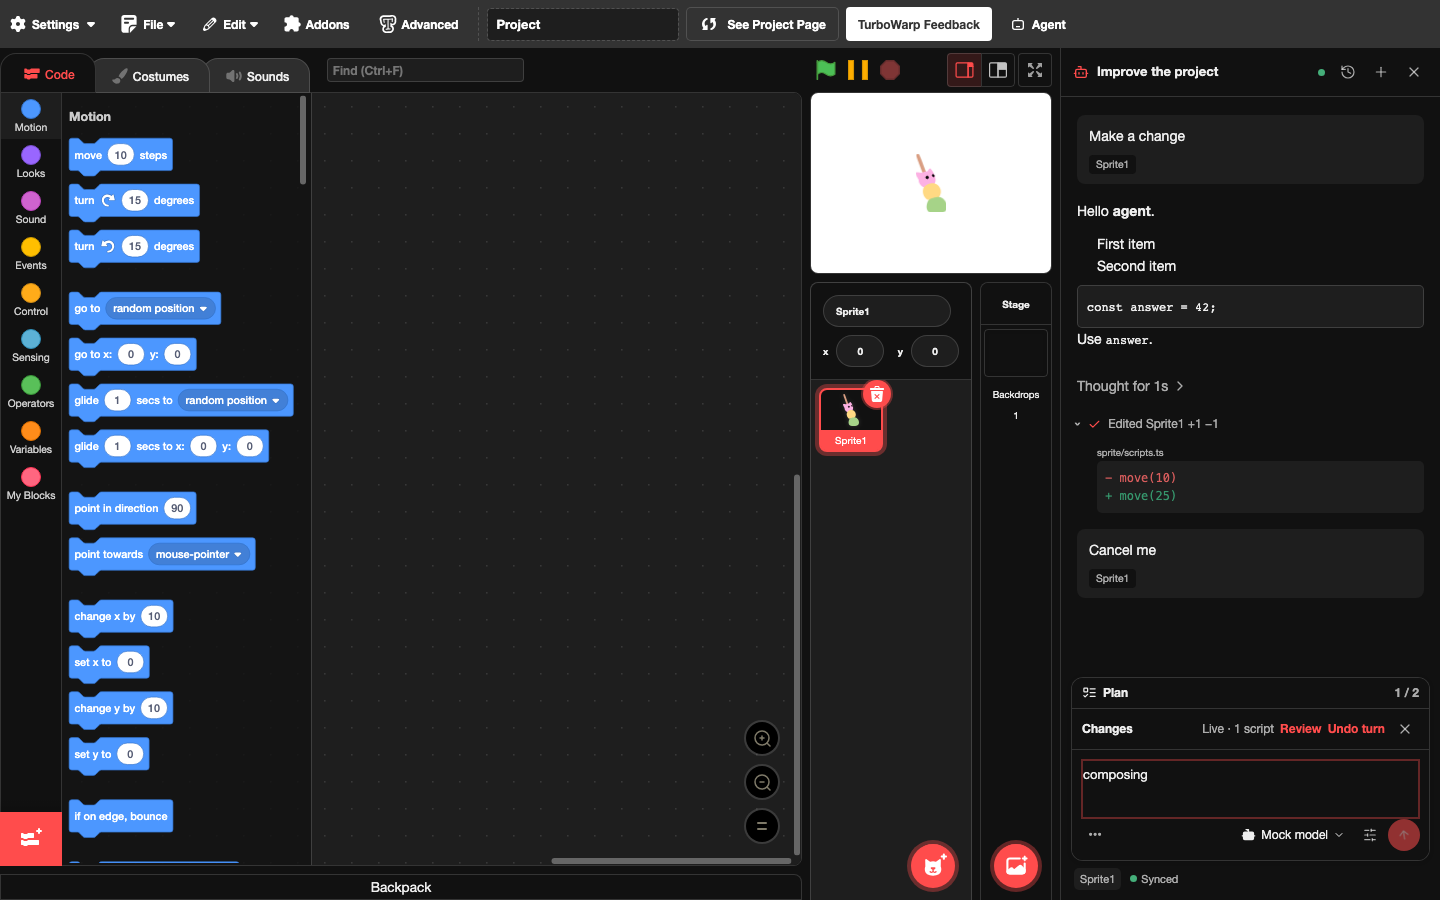 Settings
File
Edit
Addons
Advanced
Project
See Project Page
TurboWarp Feedback
Agent
Code
Costumes
Sounds
Find (Ctrl+F)
Motion
Looks
Sound
Events
Control
Sensing
Operators
Variables
My Blocks
Motion
move 10 steps
turn 15 degrees
turn 15 degrees
go to random position
go to x: 0 y: 0
glide 1 secs to random position
glide 1 secs to x: 0 y: 0
point in direction 90
point towards mouse-pointer
change x by 10
set x to 0
change y by 10
set y to 0
if on edge, bounce
Backpack
Sprite1
x 0 y 0
Sprite1
Stage
Backdrops
1
Improve the project
Make a change
Sprite1
Hello agent.
First item
Second item
const answer = 42;
Use answer.
Thought for 1s
Edited Sprite1 +1 −1
sprite/scripts.ts
− move(10)
+ move(25)
Cancel me
Sprite1
Plan 1 / 2
Changes Live · 1 script Review Undo turn
composing
Mock model
Sprite1 Synced